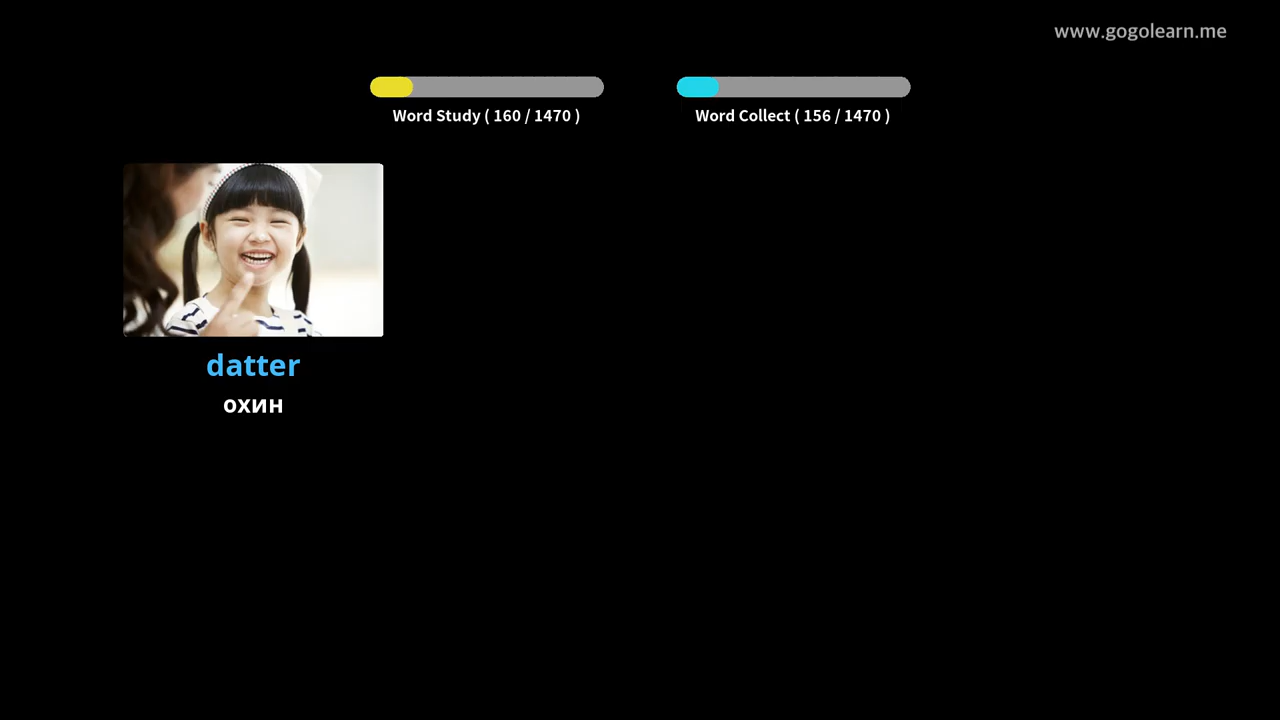 www.gogolearn.me
Word Study ( 160 / 1470 )
Word Collect ( 156 / 1470 )
datter
охин